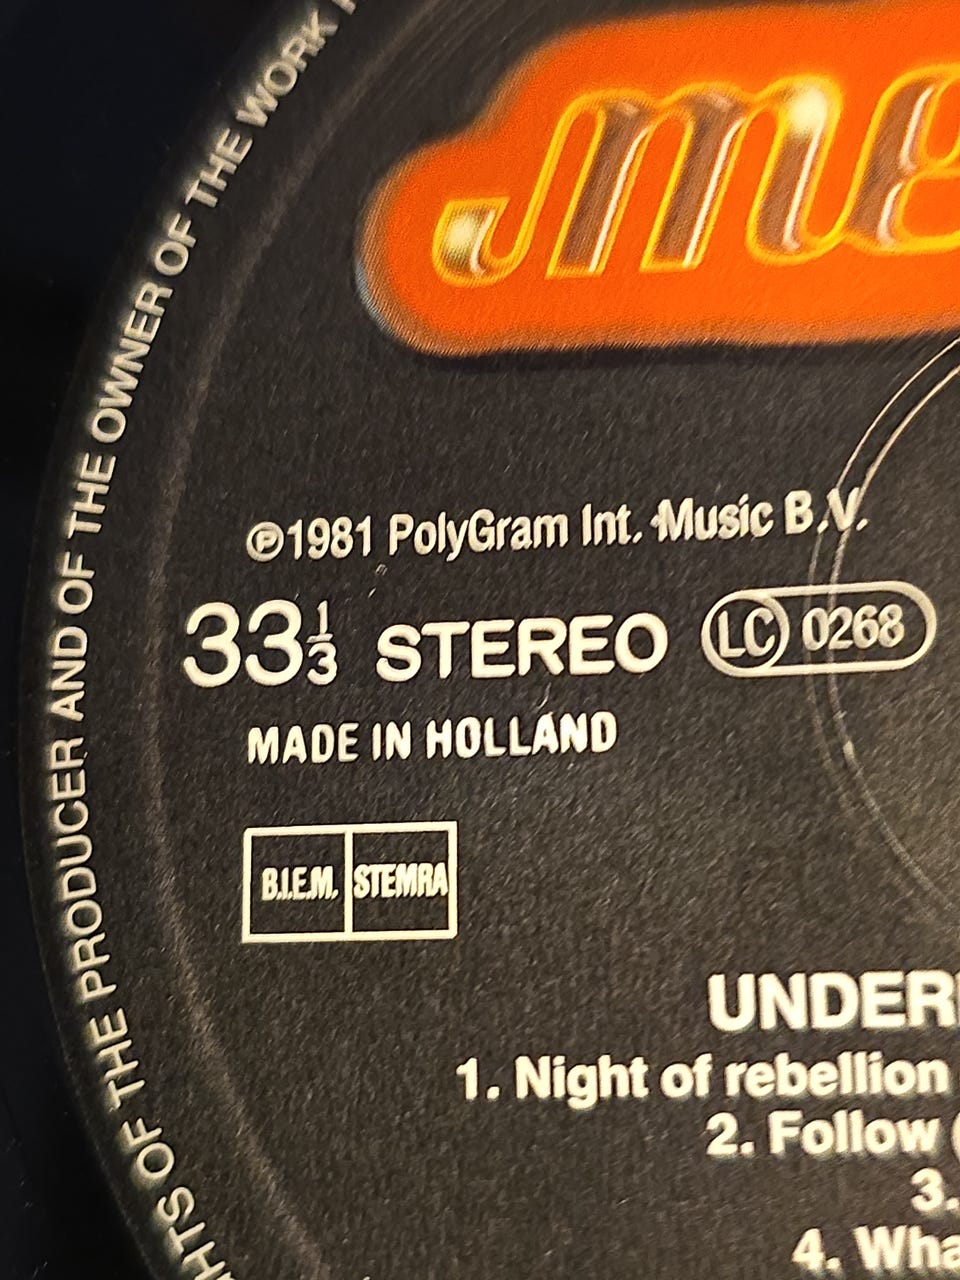 HTS OF THE PRODUCER AND OF THE OWNER OF THE WORK
℗1981 PolyGram Int. Music B.V.
33⅓ STEREO LC 0268
MADE IN HOLLAND
B.I.E.M. STEMRA
UNDER
1. Night of rebellion
2. Follow (
3.
4. Wha